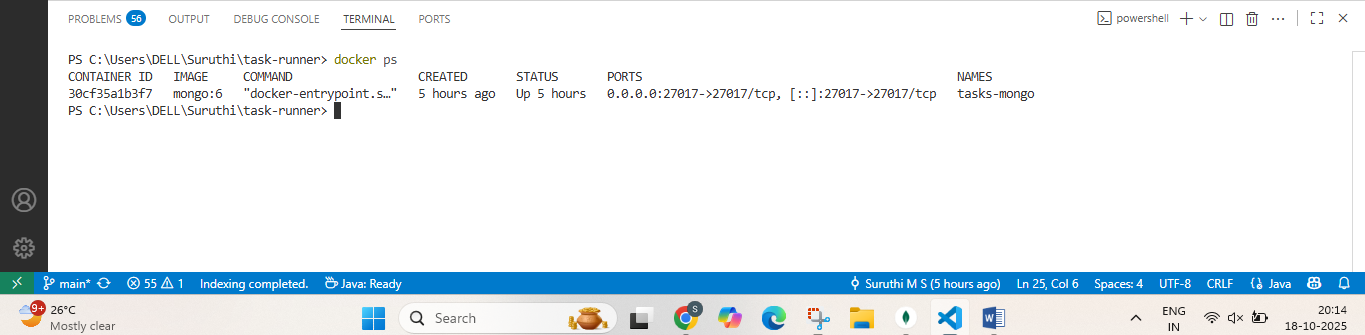 PROBLEMS 56 OUTPUT DEBUG CONSOLE TERMINAL PORTS powershell
PS C:\Users\DELL\Suruthi\task-runner> docker ps
CONTAINER ID IMAGE COMMAND CREATED STATUS PORTS NAMES
30cf35a1b3f7 mongo:6 "docker-entrypoint.s…" 5 hours ago Up 5 hours 0.0.0.0:27017->27017/tcp, [::]:27017->27017/tcp tasks-mongo
PS C:\Users\DELL\Suruthi\task-runner>
main* 55 1 Indexing completed. Java: Ready Suruthi M S (5 hours ago) Ln 25, Col 6 Spaces: 4 UTF-8 CRLF {} Java
9+ 26°C Search S ENG 20:14
Mostly clear IN 18-10-2025